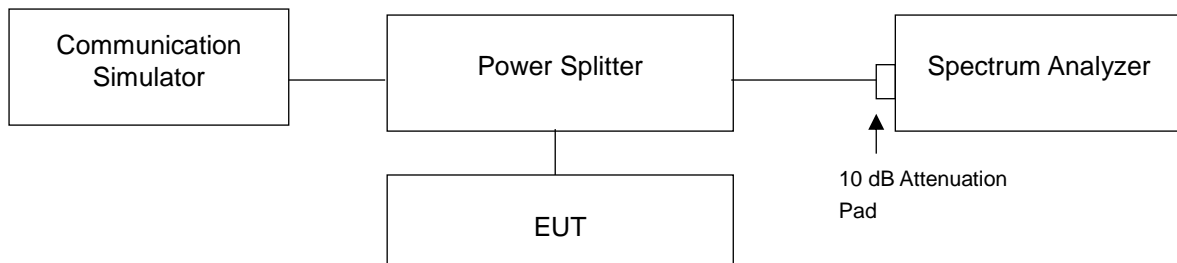 Communication
Simulator
Power Splitter
Spectrum Analyzer
10 dB Attenuation
Pad
EUT